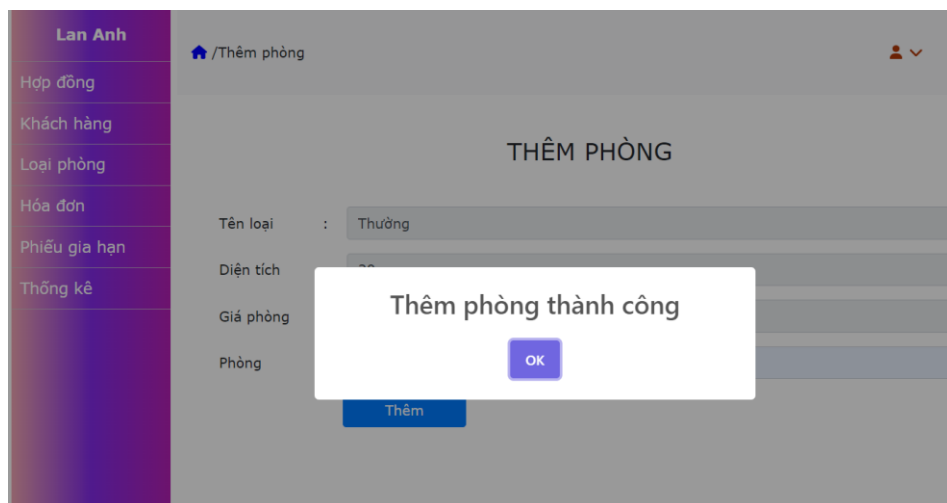 Lan Anh
/Thêm phòng
Hợp đồng
Khách hàng
Loại phòng
Hóa đơn
Phiếu gia hạn
Thống kê
THÊM PHÒNG
Tên loại : Thường
Diện tích
Giá phòng
Phòng
Thêm phòng thành công
OK
Thêm